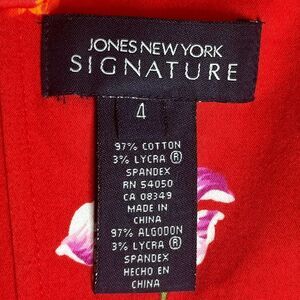 JONES NEW YORK
SIGNATURE
4
97% COTTON
3% LYCRA ®
SPANDEX
RN 54050
CA 08349
MADE IN
CHINA
97% ALGODON
3% LYCRA ®
SPANDEX
HECHO EN
CHINA